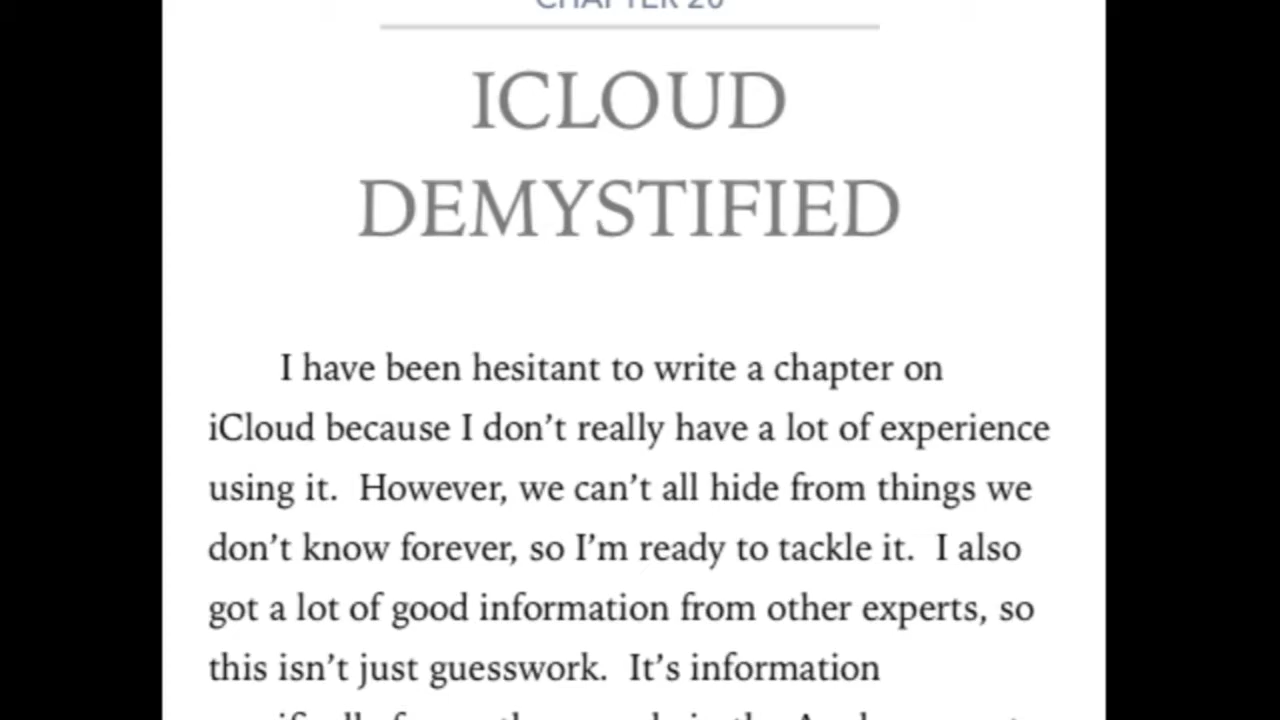 CHAPTER 20
ICLOUD
DEMYSTIFIED
I have been hesitant to write a chapter on
iCloud because I don’t really have a lot of experience
using it.  However, we can’t all hide from things we
don’t know forever, so I’m ready to tackle it.  I also
got a lot of good information from other experts, so
this isn’t just guesswork.  It’s information